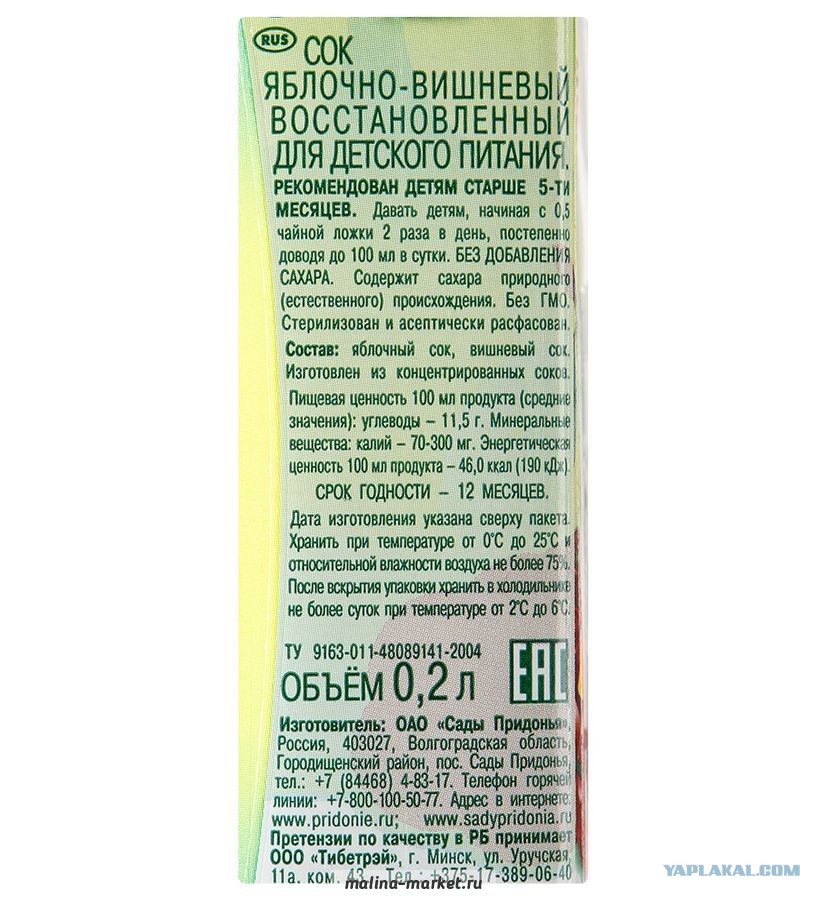 RUS
СОК
ЯБЛОЧНО-ВИШНЕВЫЙ
ВОССТАНОВЛЕННЫЙ
ДЛЯ ДЕТСКОГО ПИТАНИЯ.
РЕКОМЕНДОВАН ДЕТЯМ СТАРШЕ 5-ТИ
МЕСЯЦЕВ. Давать детям, начиная с 0,5
чайной ложки 2 раза в день, постепенно
доводя до 100 мл в сутки. БЕЗ ДОБАВЛЕНИЯ
САХАРА. Содержит сахара природного
(естественного) происхождения. Без ГМО.
Стерилизован и асептически расфасован.
Состав: яблочный сок, вишневый сок.
Изготовлен из концентрированных соков.
Пищевая ценность 100 мл продукта (средние
значения): углеводы – 11,5 г. Минеральные
вещества: калий – 70-300 мг. Энергетическая
ценность 100 мл продукта – 46,0 ккал (190 кДж).
СРОК ГОДНОСТИ – 12 МЕСЯЦЕВ.
Дата изготовления указана сверху пакета.
Хранить при температуре от 0°С до 25°С и
относительной влажности воздуха не более 75%.
После вскрытия упаковки хранить в холодильнике
не более суток при температуре от 2°С до 6°С.
ТУ 9163-011-48089141-2004
ОБЪЁМ 0,2 Л
EAC
Изготовитель: ОАО «Сады Придонья»,
Россия, 403027, Волгоградская область,
Городищенский район, пос. Сады Придонья,
тел.: +7 (84468) 4-83-17. Телефон горячей
линии: +7-800-100-50-77. Адрес в интернете:
www.pridonie.ru; www.sadypridonia.ru
Претензии по качеству в РБ принимает
ООО "Тибетрэй», г. Минск, ул. Уручская,
11а, ком. 43. Тел.: +375-17-389-06-40
malina-market.ru
YAPLAKAL.COM